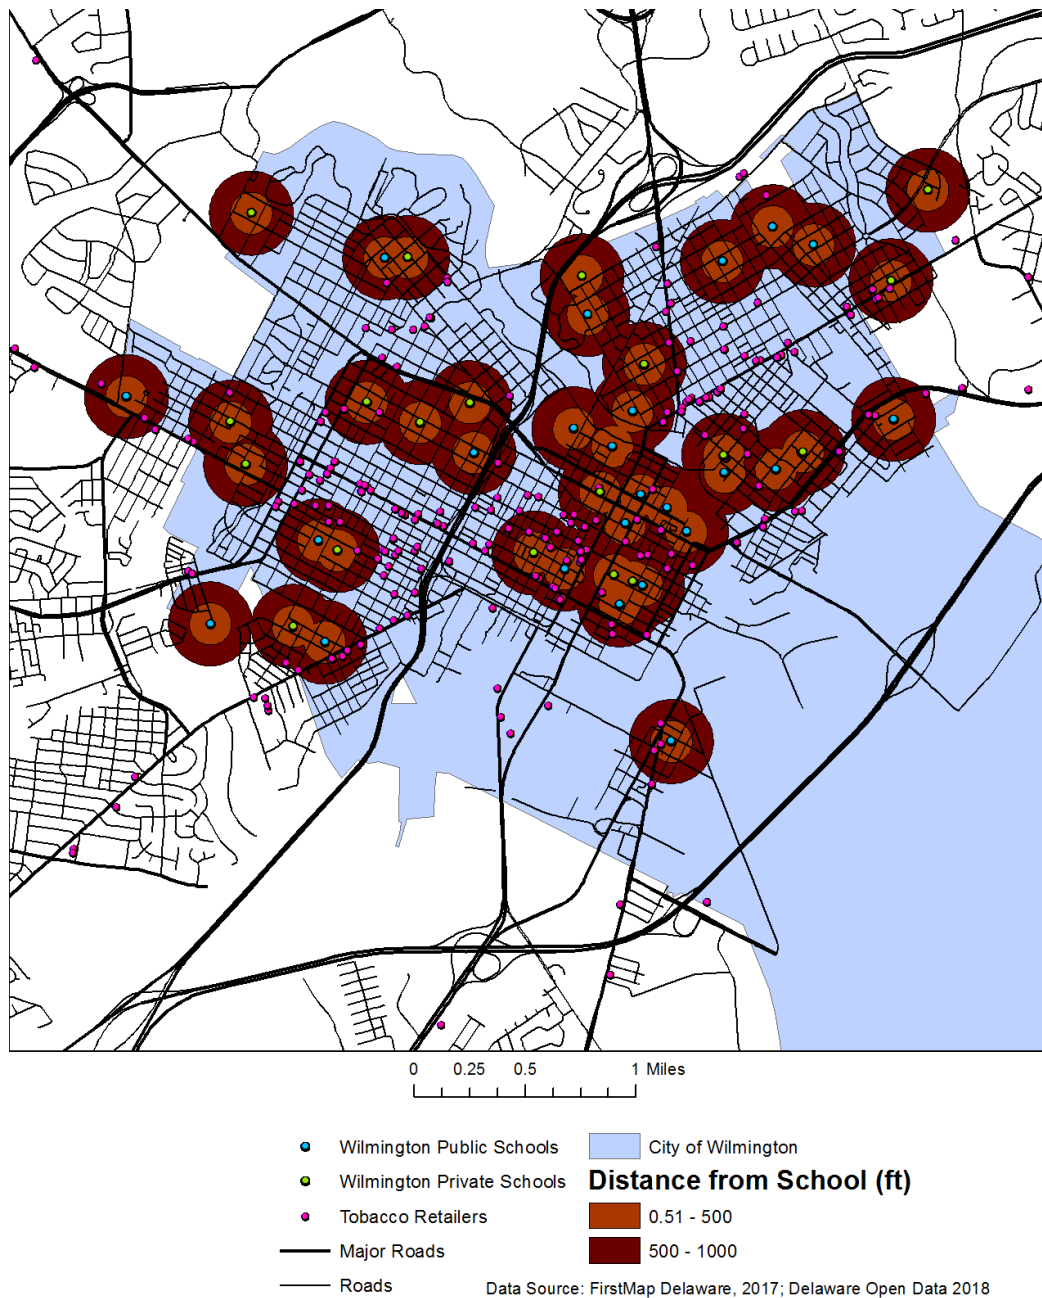 0 0.25 0.5 1 Miles
Wilmington Public Schools
Wilmington Private Schools
Tobacco Retailers
Major Roads
Roads
City of Wilmington
Distance from School (ft)
0.51 - 500
500 - 1000
Data Source: FirstMap Delaware, 2017; Delaware Open Data 2018